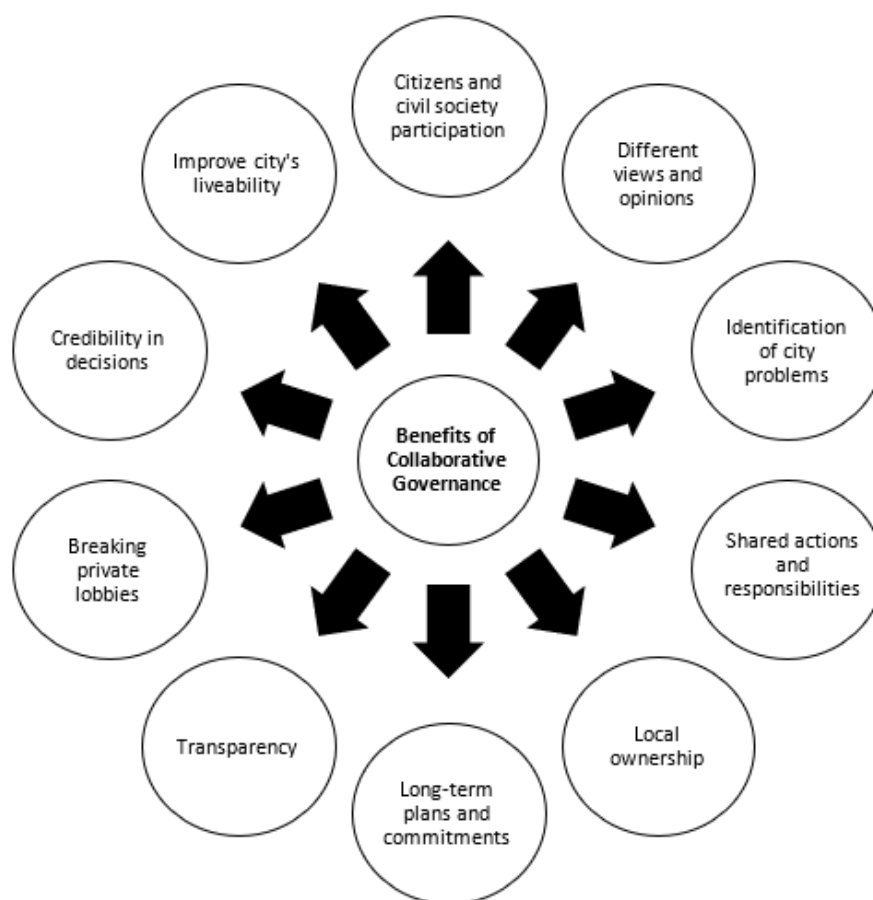 Citizens and
civil society
participation
Different
views and
opinions
Identification
of city
problems
Shared actions
and
responsibilities
Local
ownership
Long-term
plans and
commitments
Transparency
Breaking
private
lobbies
Credibility in
decisions
Improve city's
liveability
Benefits of
Collaborative
Governance